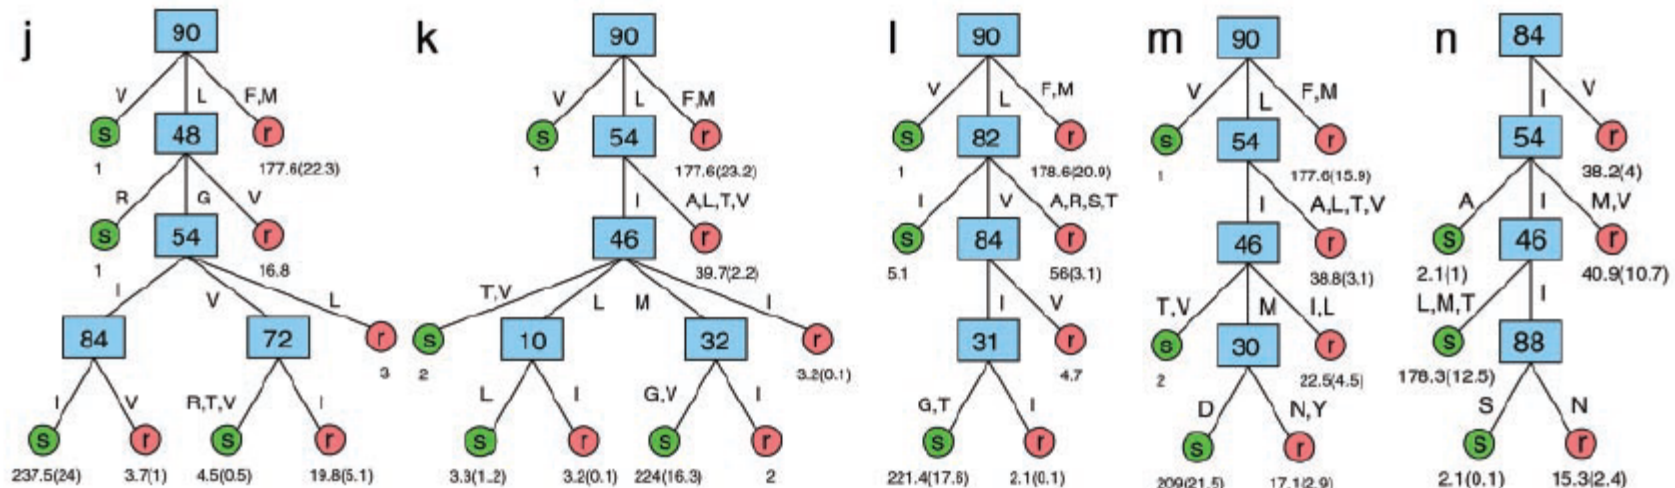 j
90
V L F,M
s 48 r
1 177.6(22.3)
R G V
s 54 r
1 16.8
I V L
84 72 r
3
I V R,T,V I
s r s r
237.5(24) 3.7(1) 4.5(0.5) 19.8(5.1)
k
90
V L F,M
s 54 r
1 177.6(23.2)
I A,L,T,V
46 r
39.7(2.2)
T,V L M I
s 10 32 r
2 3.2(0.1)
L I G,V I
s r s r
3.3(1.2) 3.2(0.1) 224(16.3) 2
l
90
V L F,M
s 82 r
1 178.6(20.9)
I V A,R,S,T
s 84 r
5.1 56(3.1)
I V
31 r
4.7
G,T I
s r
221.4(17.6) 2.1(0.1)
m
90
V L F,M
s 54 r
1 177.6(15.9)
I A,L,T,V
46 r
38.8(3.1)
T,V M I,L
s 30 r
2 22.5(4.5)
D N,Y
s r
209(21.5) 17.1(2.9)
n
84
I V
54 r
38.2(4)
A I M,V
s 46 r
2.1(1) 40.9(10.7)
L,M,T I
s 88
178.3(12.5)
S N
s r
2.1(0.1) 15.3(2.4)